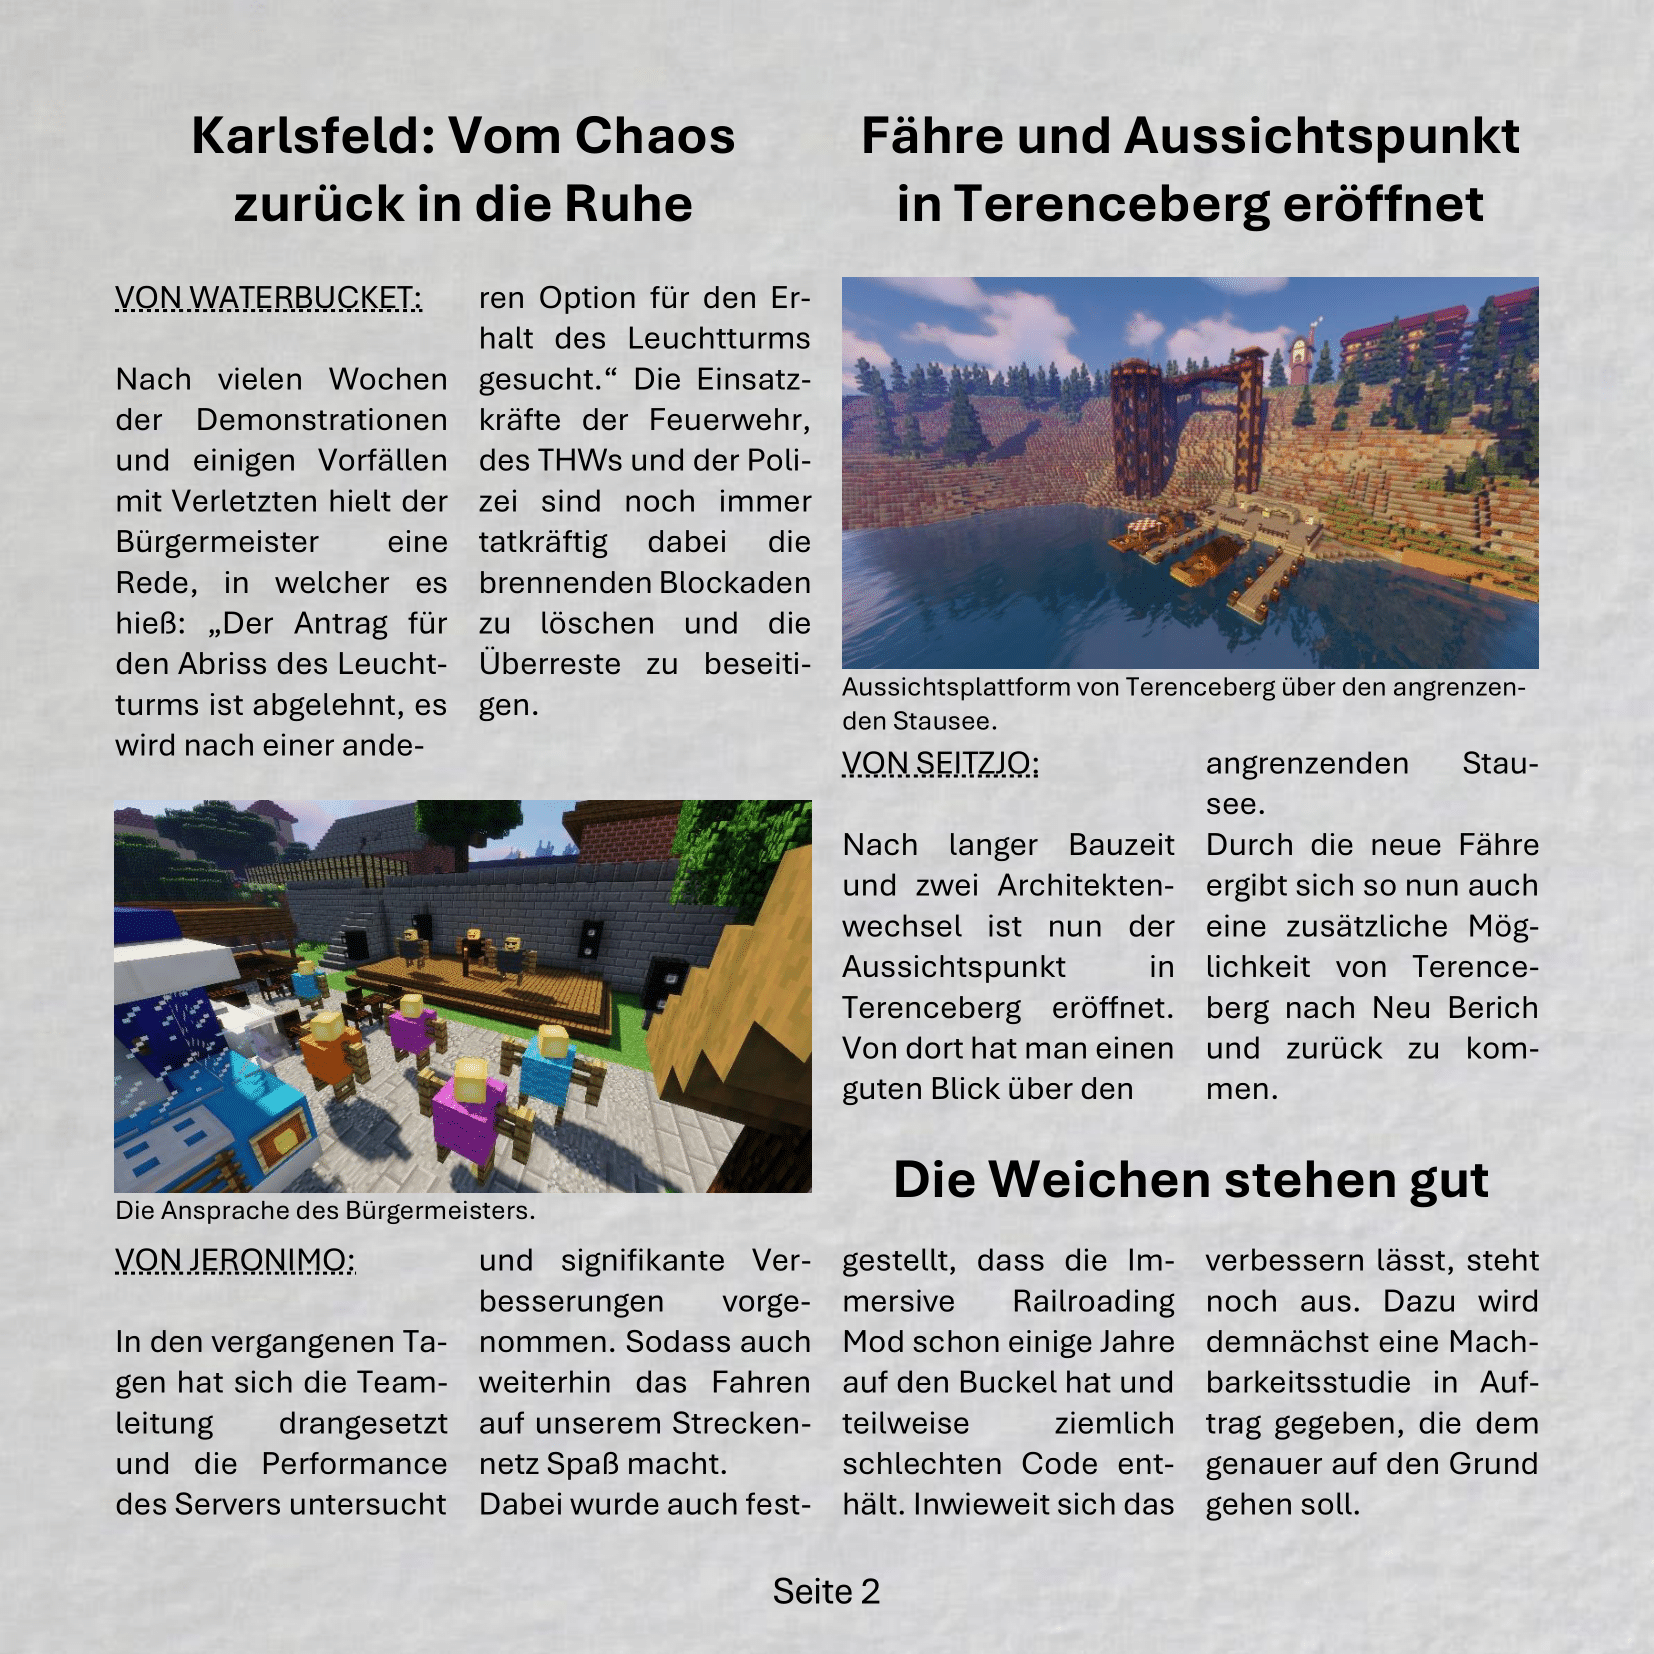 Karlsfeld: Vom Chaos
zurück in die Ruhe
VON WATERBUCKET:
Nach vielen Wochen
der Demonstrationen
und einigen Vorfällen
mit Verletzten hielt der
Bürgermeister eine
Rede, in welcher es
hieß: „Der Antrag für
den Abriss des Leucht-
turms ist abgelehnt, es
wird nach einer ande-
ren Option für den Er-
halt des Leuchtturms
gesucht.“ Die Einsatz-
kräfte der Feuerwehr,
des THWs und der Poli-
zei sind noch immer
tatkräftig dabei die
brennenden Blockaden
zu löschen und die
Überreste zu beseiti-
gen.
Die Ansprache des Bürgermeisters.
Fähre und Aussichtspunkt
in Terenceberg eröffnet
Aussichtsplattform von Terenceberg über den angrenzen-
den Stausee.
VON SEITZJO:
Nach langer Bauzeit
und zwei Architekten-
wechsel ist nun der
Aussichtspunkt in
Terenceberg eröffnet.
Von dort hat man einen
guten Blick über den
angrenzenden Stau-
see.
Durch die neue Fähre
ergibt sich so nun auch
eine zusätzliche Mög-
lichkeit von Terence-
berg nach Neu Berich
und zurück zu kom-
men.
Die Weichen stehen gut
VON JERONIMO:
In den vergangenen Ta-
gen hat sich die Team-
leitung drangesetzt
und die Performance
des Servers untersucht
und signifikante Ver-
besserungen vorge-
nommen. Sodass auch
weiterhin das Fahren
auf unserem Strecken-
netz Spaß macht.
Dabei wurde auch fest-
gestellt, dass die Im-
mersive Railroading
Mod schon einige Jahre
auf den Buckel hat und
teilweise ziemlich
schlechten Code ent-
hält. Inwieweit sich das
verbessern lässt, steht
noch aus. Dazu wird
demnächst eine Mach-
barkeitsstudie in Auf-
trag gegeben, die dem
genauer auf den Grund
gehen soll.
Seite 2